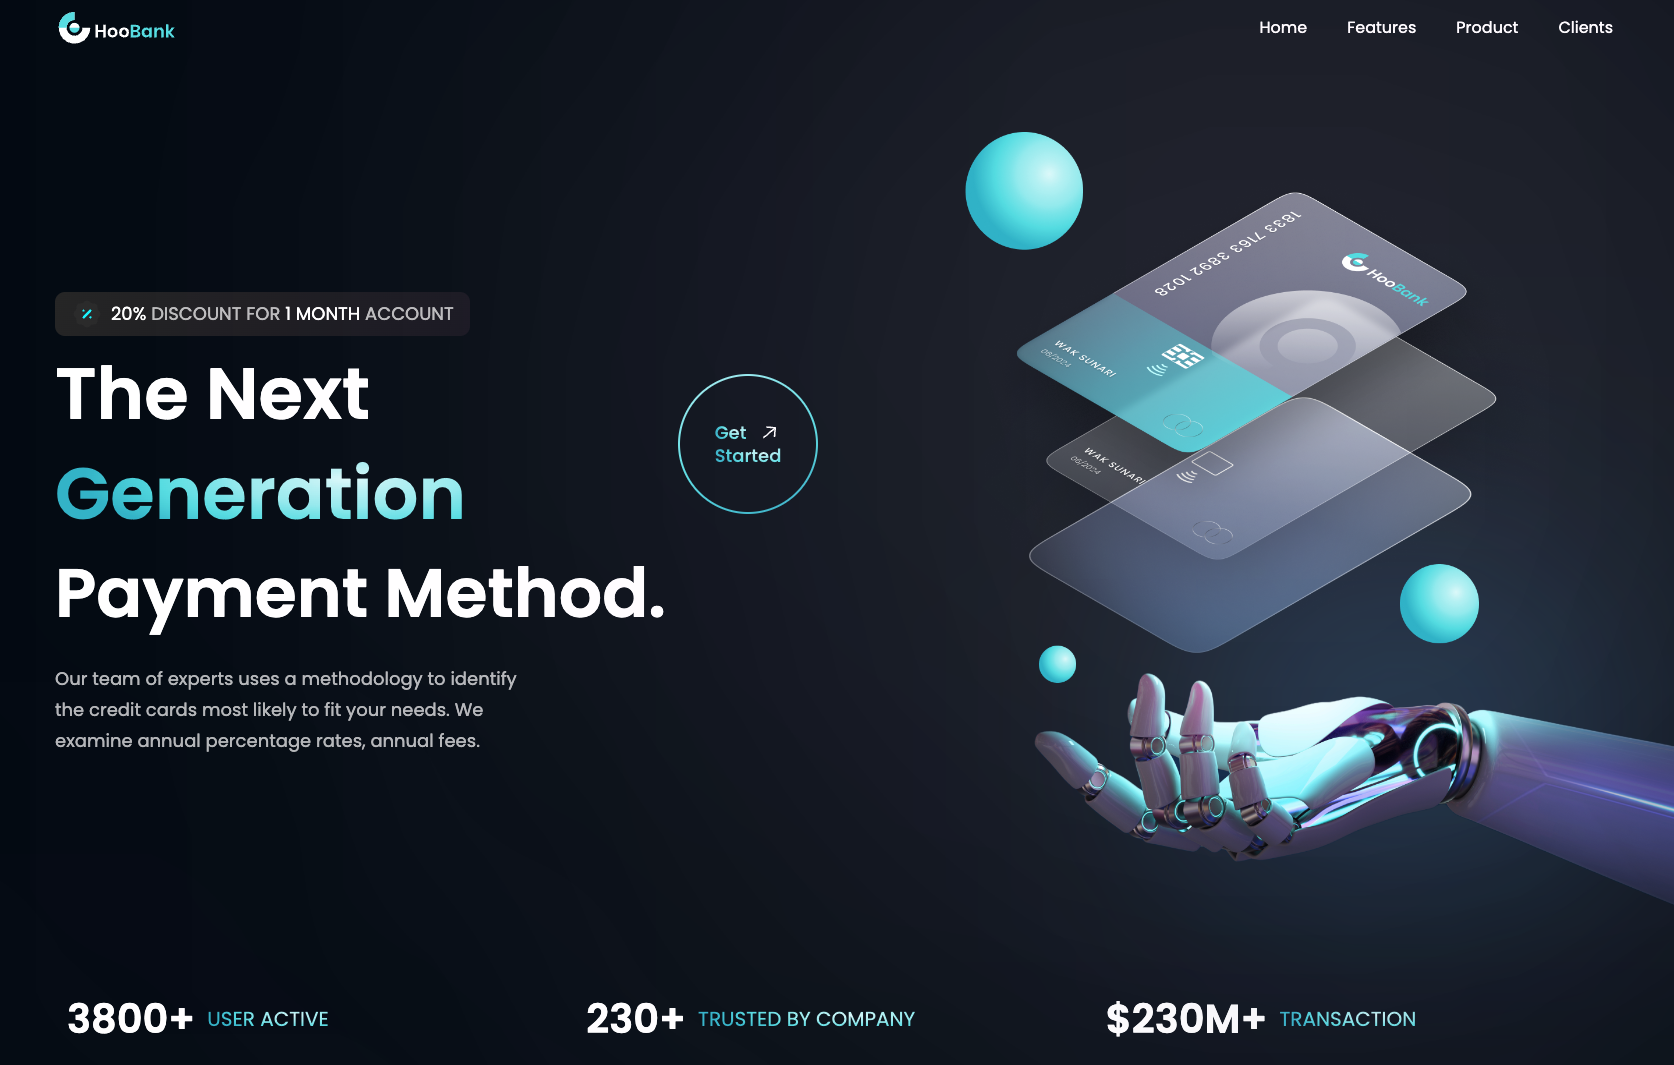 HooBank
Home
Features
Product
Clients
20% DISCOUNT FOR 1 MONTH ACCOUNT
The Next
Generation
Payment Method.
Our team of experts uses a methodology to identify
the credit cards most likely to fit your needs. We
examine annual percentage rates, annual fees.
Get
Started
1833 7163 3892 1028
HooBank
WAK SUNARI
08/2024
WAK SUNARI
06/2024
3800+ USER ACTIVE
230+ TRUSTED BY COMPANY
$230M+ TRANSACTION